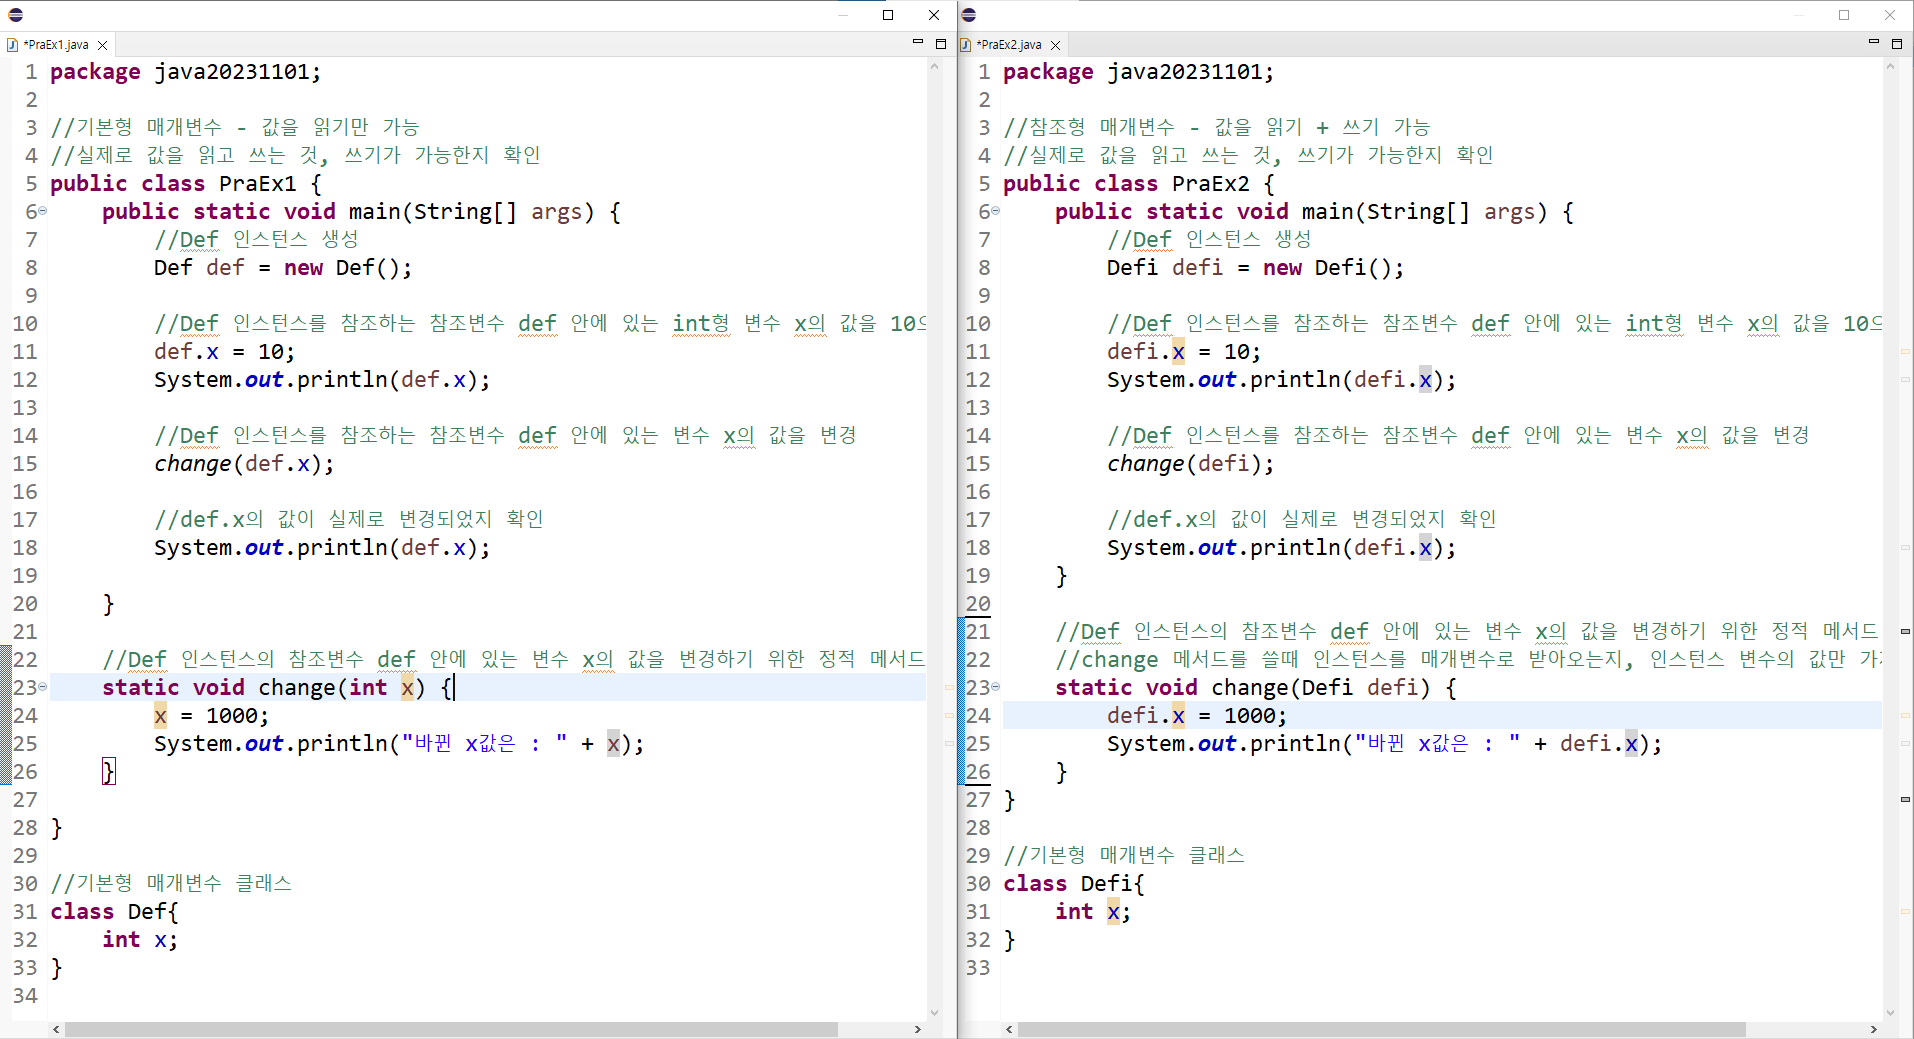 *PraEx1.java
1 package java20231101;
2
3 //기본형 매개변수 - 값을 읽기만 가능
4 //실제로 값을 읽고 쓰는 것, 쓰기가 가능한지 확인
5 public class PraEx1 {
6 public static void main(String[] args) {
7 //Def 인스턴스 생성
8 Def def = new Def();
9
10 //Def 인스턴스를 참조하는 참조변수 def 안에 있는 int형 변수 x의 값을 10으
11 def.x = 10;
12 System.out.println(def.x);
13
14 //Def 인스턴스를 참조하는 참조변수 def 안에 있는 변수 x의 값을 변경
15 change(def.x);
16
17 //def.x의 값이 실제로 변경되었지 확인
18 System.out.println(def.x);
19
20 }
21
22 //Def 인스턴스의 참조변수 def 안에 있는 변수 x의 값을 변경하기 위한 정적 메서드
23 static void change(int x) {
24 x = 1000;
25 System.out.println("바뀐 x값은 : " + x);
26 }
27
28 }
29
30 //기본형 매개변수 클래스
31 class Def{
32 int x;
33 }
34
*PraEx2.java
1 package java20231101;
2
3 //참조형 매개변수 - 값을 읽기 + 쓰기 가능
4 //실제로 값을 읽고 쓰는 것, 쓰기가 가능한지 확인
5 public class PraEx2 {
6 public static void main(String[] args) {
7 //Def 인스턴스 생성
8 Defi defi = new Defi();
9
10 //Def 인스턴스를 참조하는 참조변수 def 안에 있는 int형 변수 x의 값을 10으
11 defi.x = 10;
12 System.out.println(defi.x);
13
14 //Def 인스턴스를 참조하는 참조변수 def 안에 있는 변수 x의 값을 변경
15 change(defi);
16
17 //def.x의 값이 실제로 변경되었지 확인
18 System.out.println(defi.x);
19 }
20
21 //Def 인스턴스의 참조변수 def 안에 있는 변수 x의 값을 변경하기 위한 정적 메서드
22 //change 메서드를 쓸때 인스턴스를 매개변수로 받아오는지, 인스턴스 변수의 값만
23 static void change(Defi defi) {
24 defi.x = 1000;
25 System.out.println("바뀐 x값은 : " + defi.x);
26 }
27 }
28
29 //기본형 매개변수 클래스
30 class Defi{
31 int x;
32 }
33